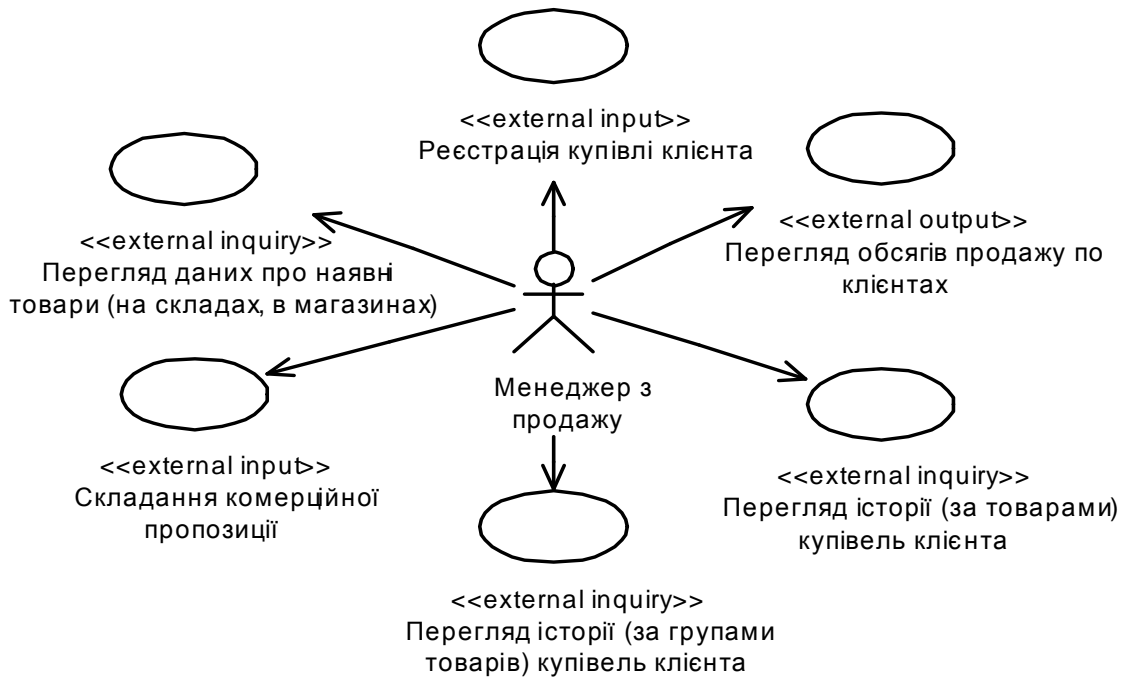 <<external input>>
Реєстрація купівлі клієнта
<<external inquiry>>
Перегляд даних про наявні
товари (на складах, в магазинах)
<<external output>>
Перегляд обсягів продажу по
клієнтах
Менеджер з
продажу
<<external input>>
Складання комерційної
пропозиції
<<external inquiry>>
Перегляд історії (за товарами)
купівель клієнта
<<external inquiry>>
Перегляд історії (за групами
товарів) купівель клієнта